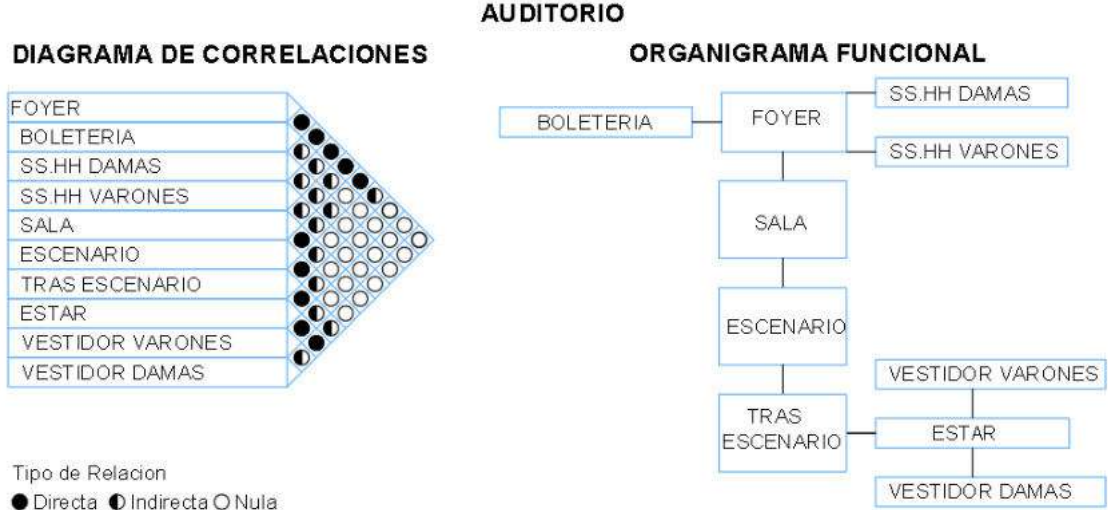 AUDITORIO
DIAGRAMA DE CORRELACIONES
FOYER
BOLETERIA
SS.HH DAMAS
SS.HH VARONES
SALA
ESCENARIO
TRAS ESCENARIO
ESTAR
VESTIDOR VARONES
VESTIDOR DAMAS
Tipo de Relacion
Directa Indirecta Nula
ORGANIGRAMA FUNCIONAL
BOLETERIA
FOYER
SS.HH DAMAS
SS.HH VARONES
SALA
ESCENARIO
TRAS
ESCENARIO
VESTIDOR VARONES
ESTAR
VESTIDOR DAMAS